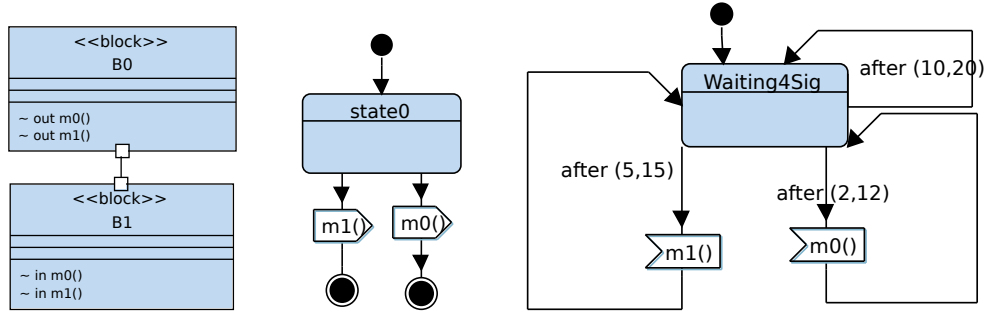 <<block>>
B0
~ out m0()
~ out m1()
<<block>>
B1
~ in m0()
~ in m1()
state0
m1()
m0()
Waiting4Sig
after (10,20)
after (5,15)
after (2,12)
m1()
m0()